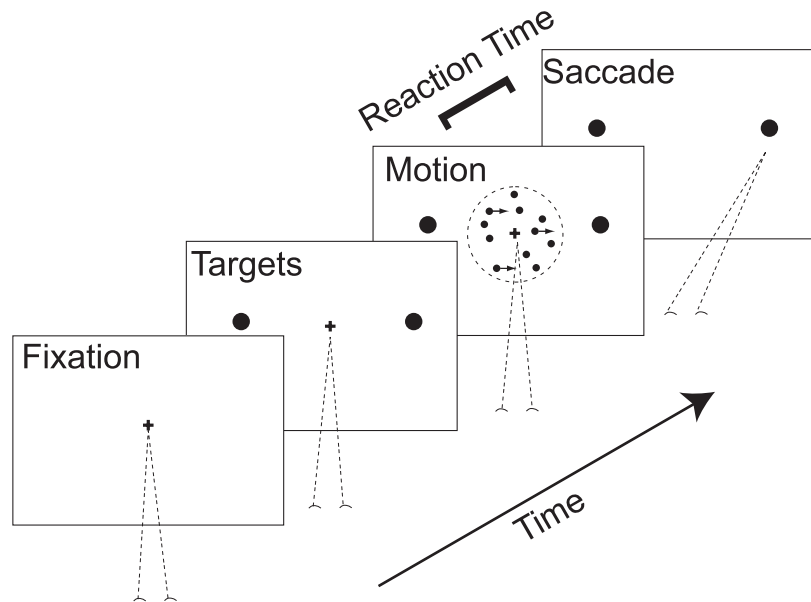 Fixation
Targets
Motion
Reaction Time
Saccade
Time